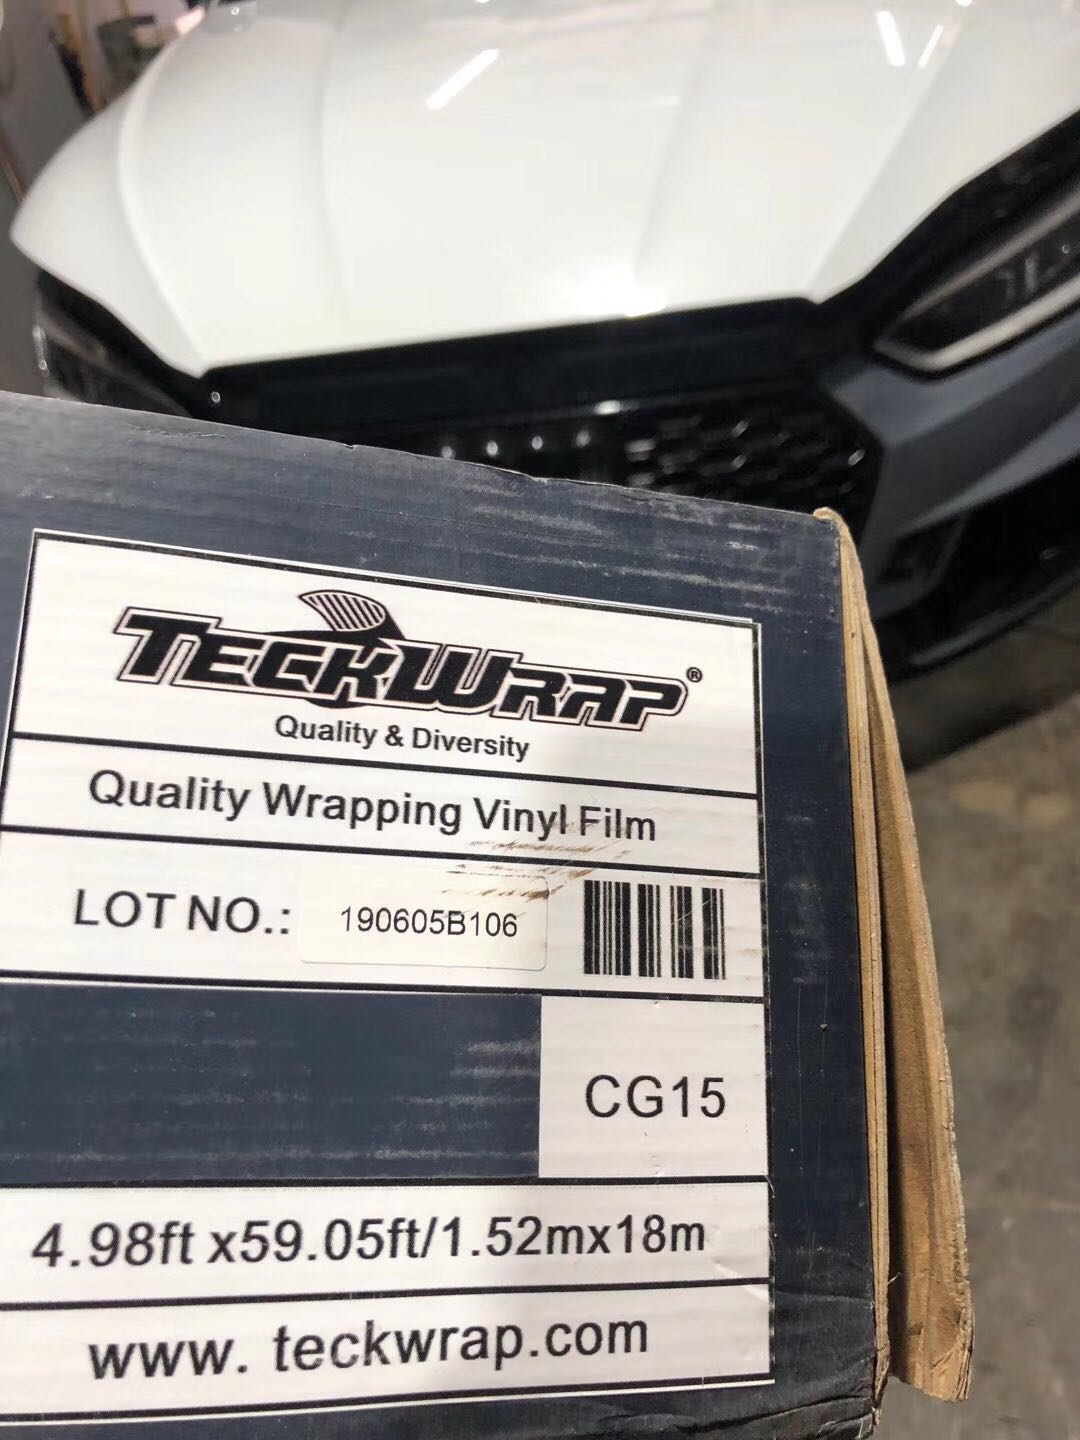 TECKWRAP®
Quality & Diversity
Quality Wrapping Vinyl Film
LOT NO.: 190605B106
CG15
4.98ft x59.05ft/1.52mx18m
www. teckwrap.com